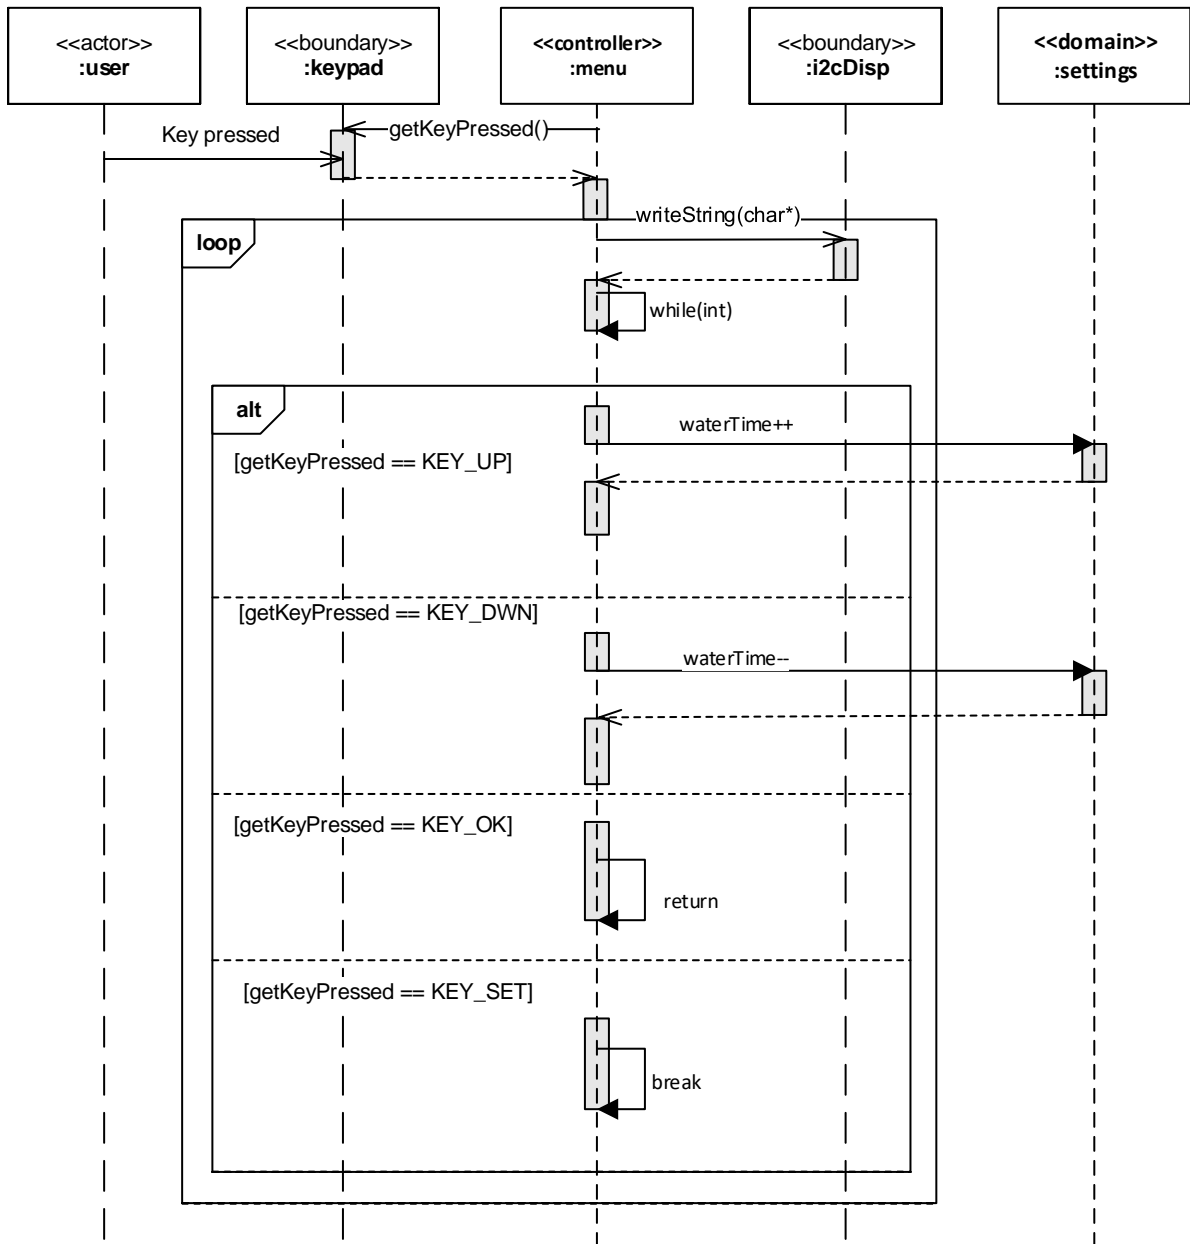 <<actor>>
:user
<<boundary>>
:keypad
<<controller>>
:menu
<<boundary>>
:i2cDisp
<<domain>>
:settings
getKeyPressed()
Key pressed
writeString(char*)
loop
while(int)
alt
waterTime++
[getKeyPressed == KEY_UP]
[getKeyPressed == KEY_DWN]
waterTime--
[getKeyPressed == KEY_OK]
return
[getKeyPressed == KEY_SET]
break